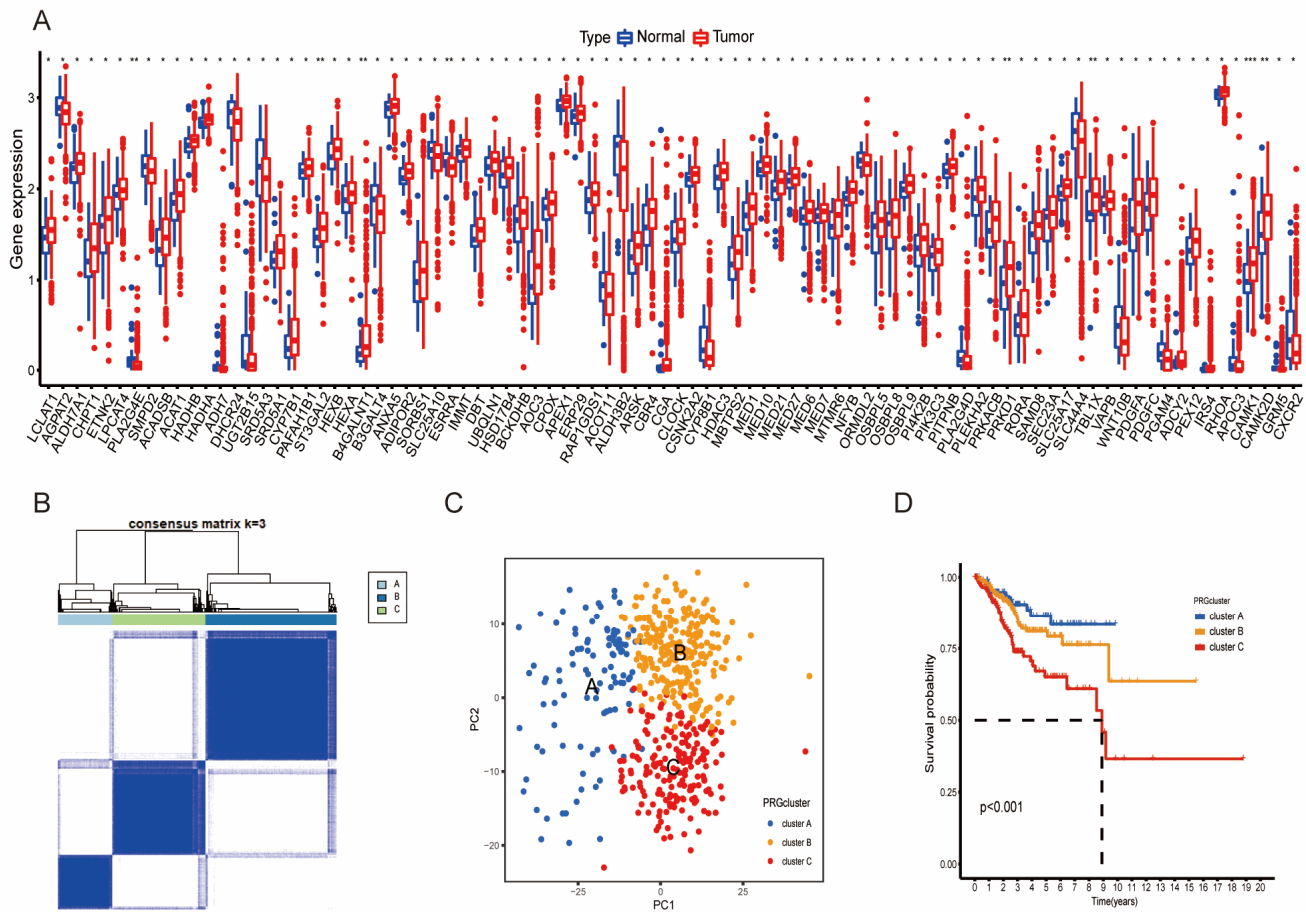 A
Type Normal Tumor
Gene expression
3
2
1
0
LCLAT1
AGPAT2
ALDH7A1
CHPT1
ETNK2
LPCAT4
PLA2G4E
SMPD2
ACADSB
ACAT1
HADHB
HADHA
ADH7
DHCR24
UGT2B15
SRD5A3
SRD5A1
CYP7B1
PAFAH1B1
ST3GAL2
HEXB
HEXA
B4GALNT1
B3GALT4
ANXA5
ADIPOR2
SORBS1
SLC25A10
ESRRA
IMMT
DBT
UBQLN1
HSD17B4
BCKDHB
AOC3
CPOX
APEX1
ERP29
RAP1GDS1
ACOT11
ALDH3B2
ARSK
CBR4
CGA
CLOCK
CSNK2A2
CYP8B1
HDAC3
MBTPS2
MED1
MED10
MED21
MED27
MED6
MED7
MTMR6
NFYB
ORMDL2
OSBPL5
OSBPL8
OSBPL9
PI4K2B
PIK3C3
PITPNB
PLA2G4D
PLEKHA2
PRKACB
PRKD1
RORA
SAMD8
SEC23A
SLC25A17
SLC44A4
TBL1X
VAPB
WNT10B
PDGFA
PDGFC
PGAM4
ADCY2
PEX12
IRS4
RHOA
APOC3
CAMK1
CAMK2D
GRM5
CXCR2
B
consensus matrix k=3
A
B
C
C
PC2
10
0
−10
−20
A
B
C
PRGcluster
cluster A
cluster B
cluster C
−25
0
25
PC1
D
Survival probability
1.00
0.75
0.50
0.25
0.00
PRGcluster
cluster A
cluster B
cluster C
p<0.001
0 1 2 3 4 5 6 7 8 9 10 11 12 13 14 15 16 17 18 19 20
Time(years)